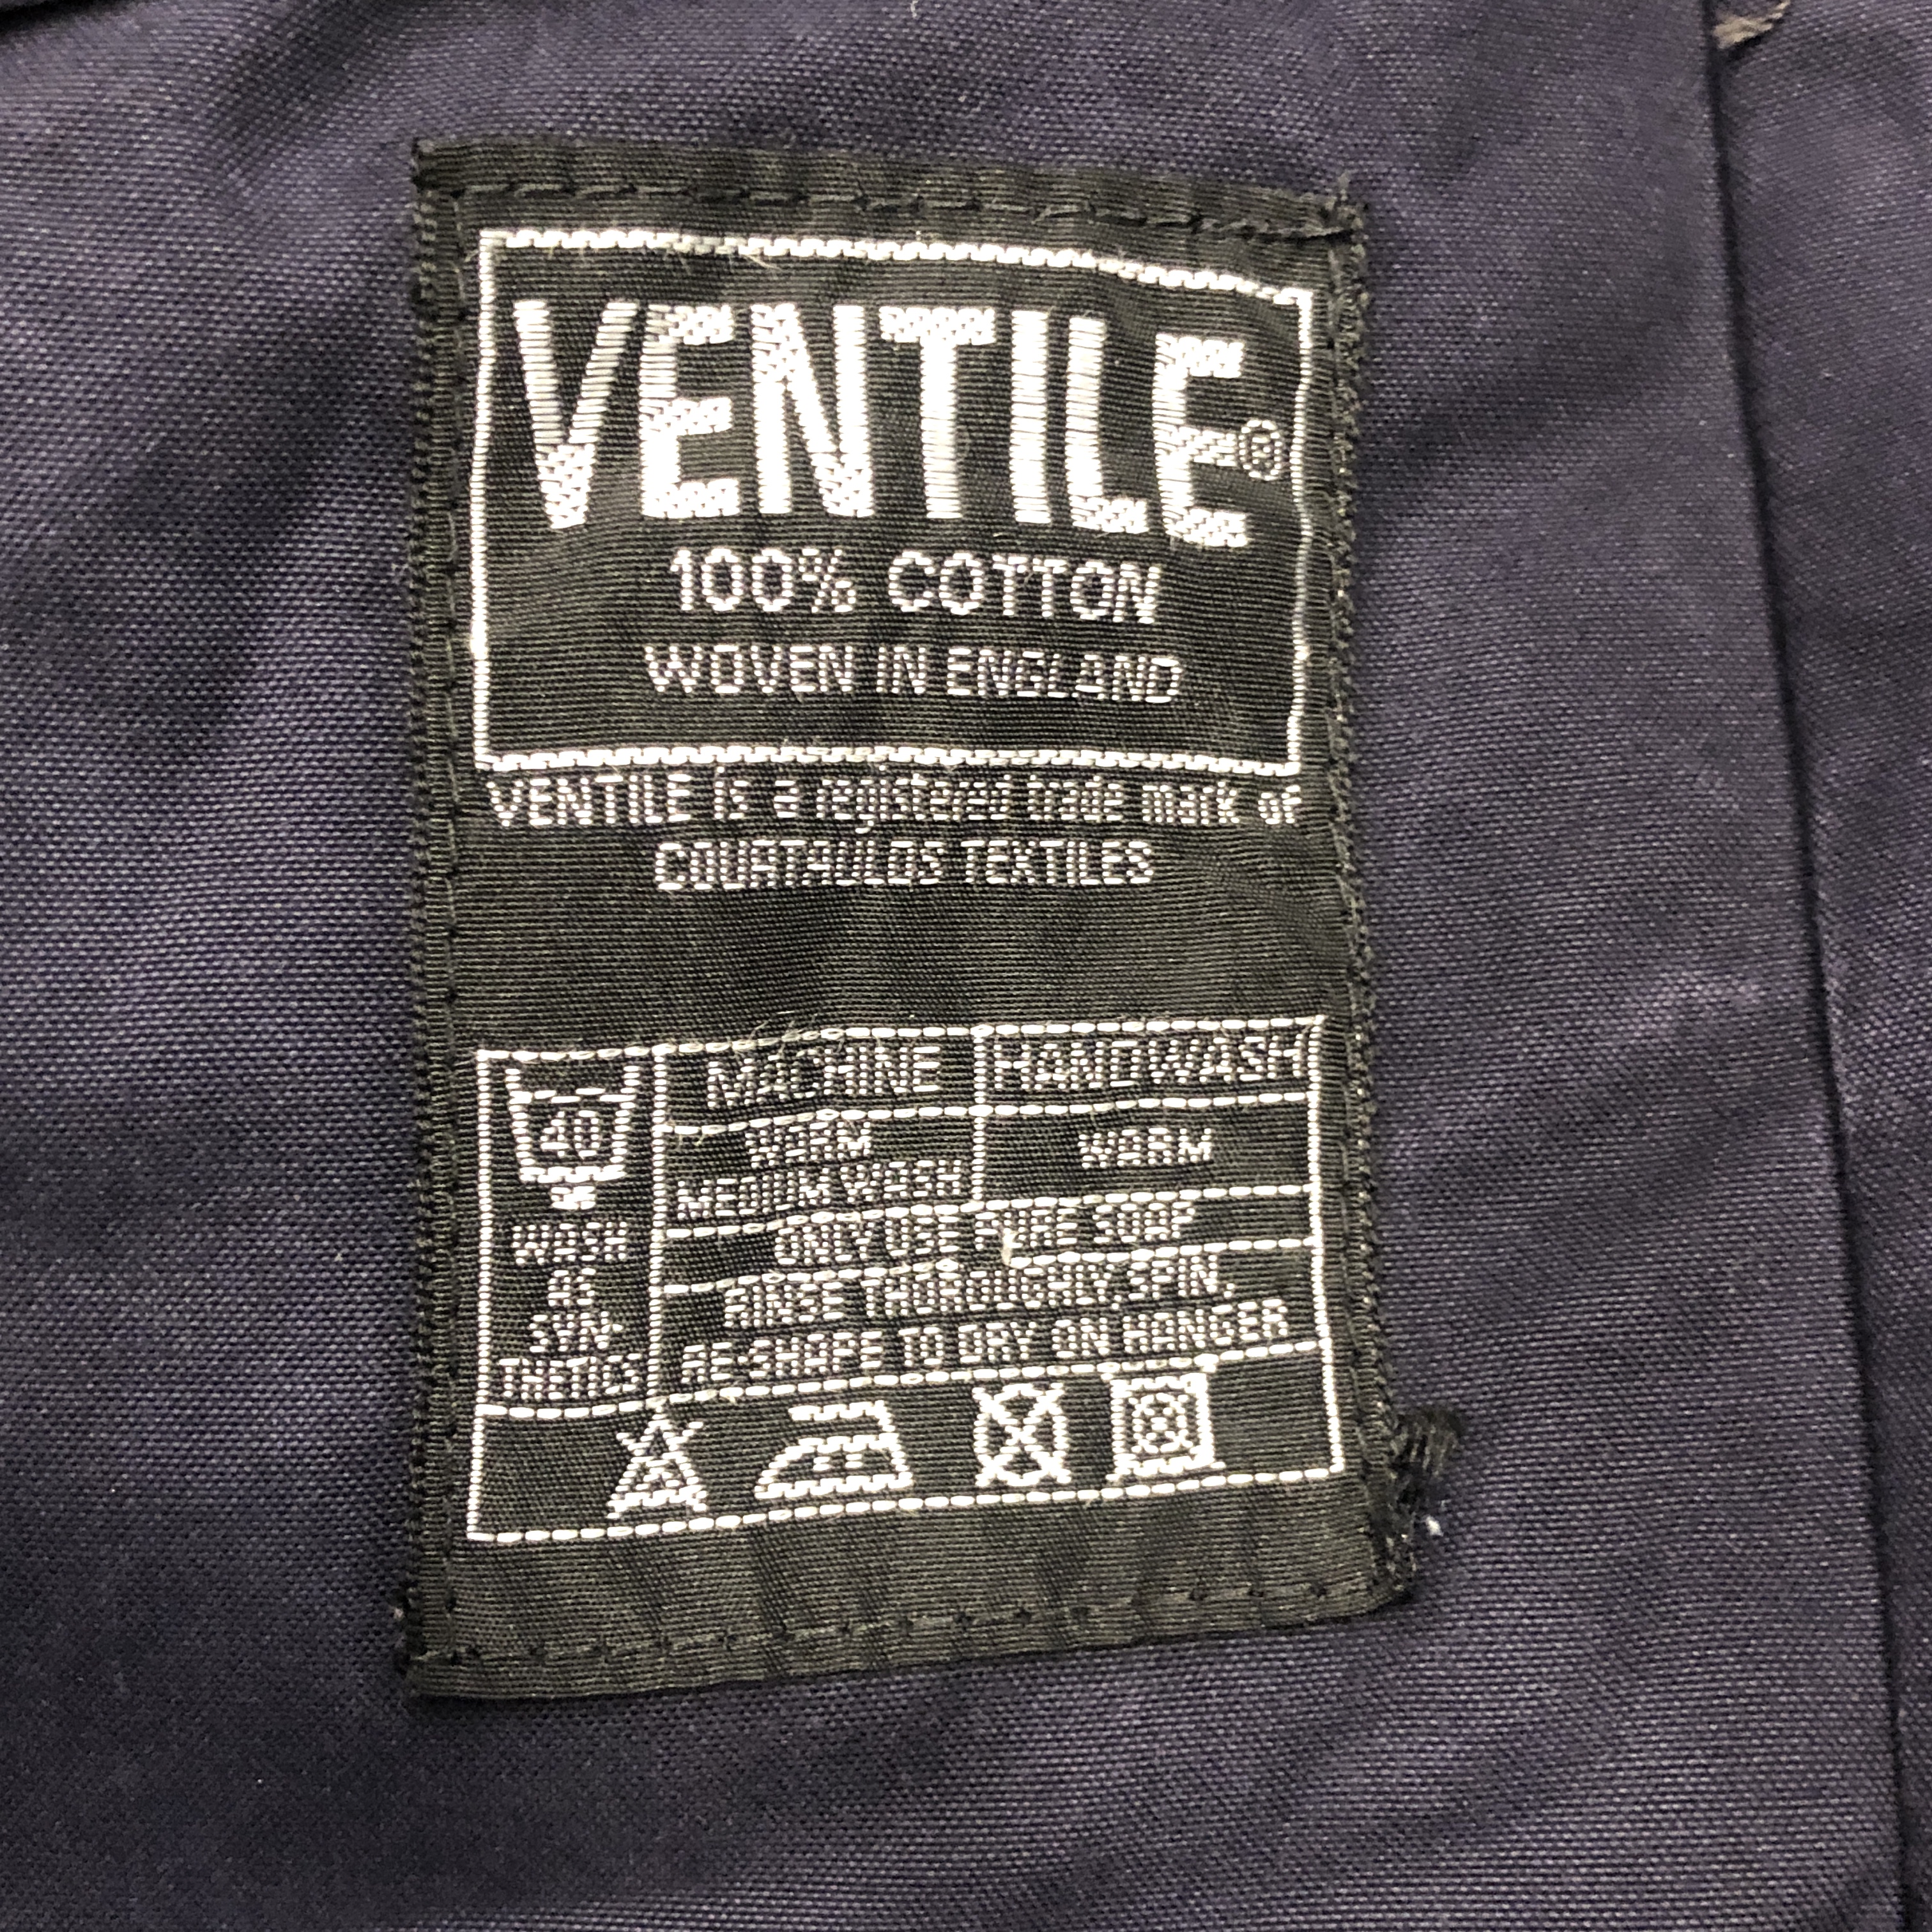 VENTILE®
100% COTTON
WOVEN IN ENGLAND
VENTILE is a registered trade mark of
COURTAULDS TEXTILES
MACHINE HANDWASH
40
WARM
MEDIUM WASH
WARM
WASH
AS
SYN-
THETICS
ONLY USE PURE SOAP
RINSE THOROUGHLY, SPIN,
RE-SHAPE TO DRY ON HANGER